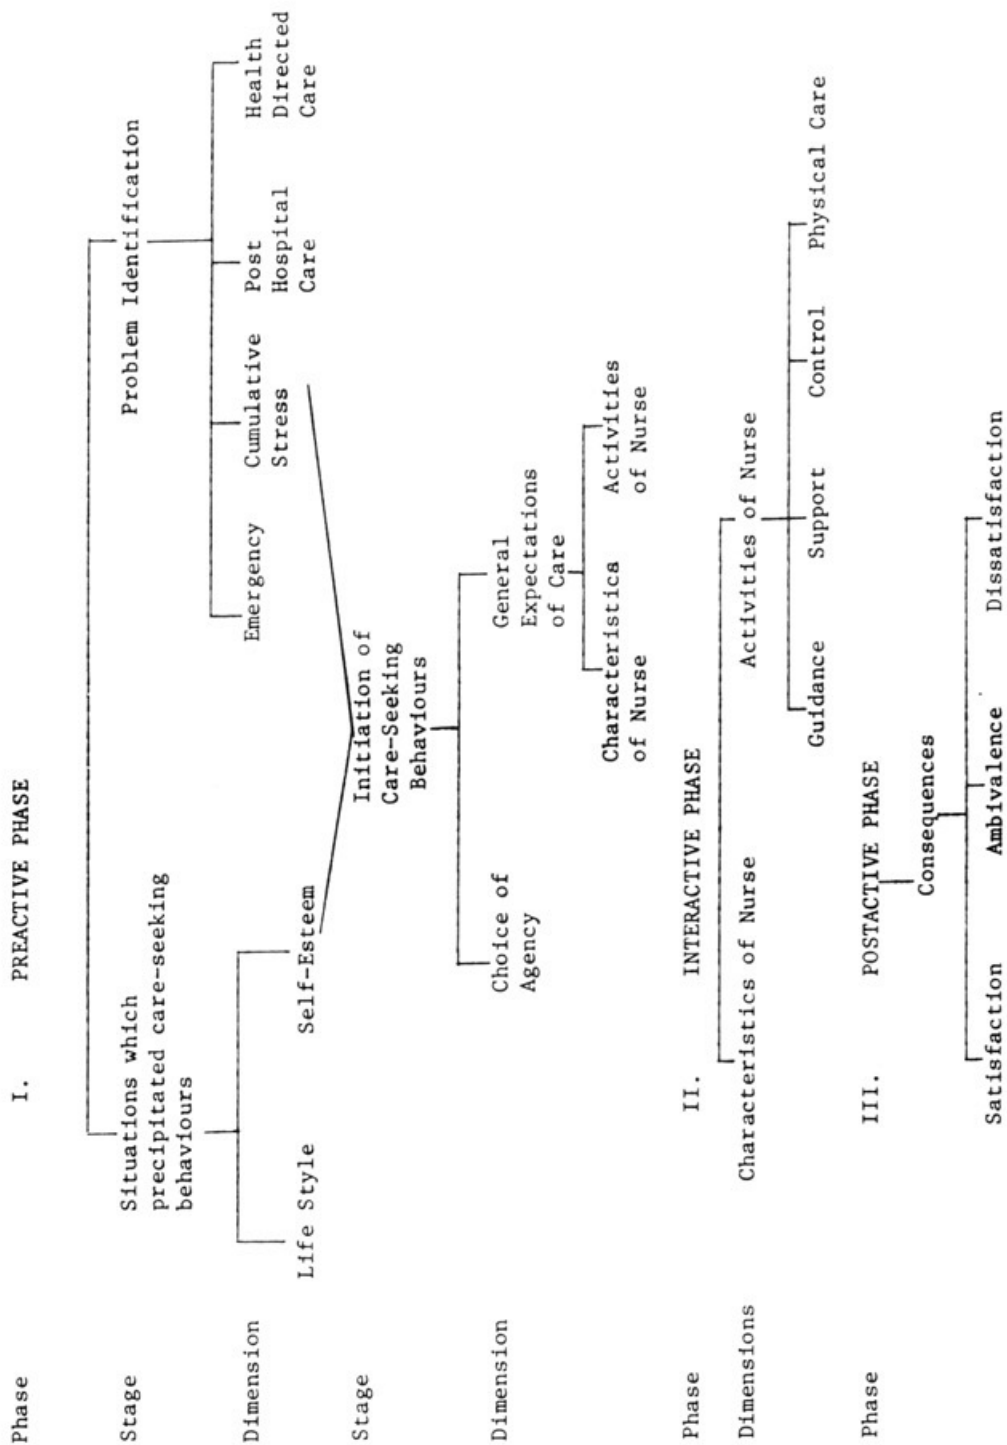 Phase I. PREACTIVE PHASE
Stage Situations which Problem Identification
precipitated care-seeking
behaviours
Dimension Life Style Self-Esteem Emergency Cumulative Post Health
Stress Hospital Directed
Care Care
Stage Initiation of
Care-Seeking
Behaviours
Dimension Choice of General
Agency Expectations
of Care
Characteristics Activities
of Nurse of Nurse
Phase II. INTERACTIVE PHASE
Dimensions Characteristics of Nurse Activities of Nurse
Guidance Support Control Physical Care
Phase III. POSTACTIVE PHASE
Consequences
Satisfaction Ambivalence Dissatisfaction